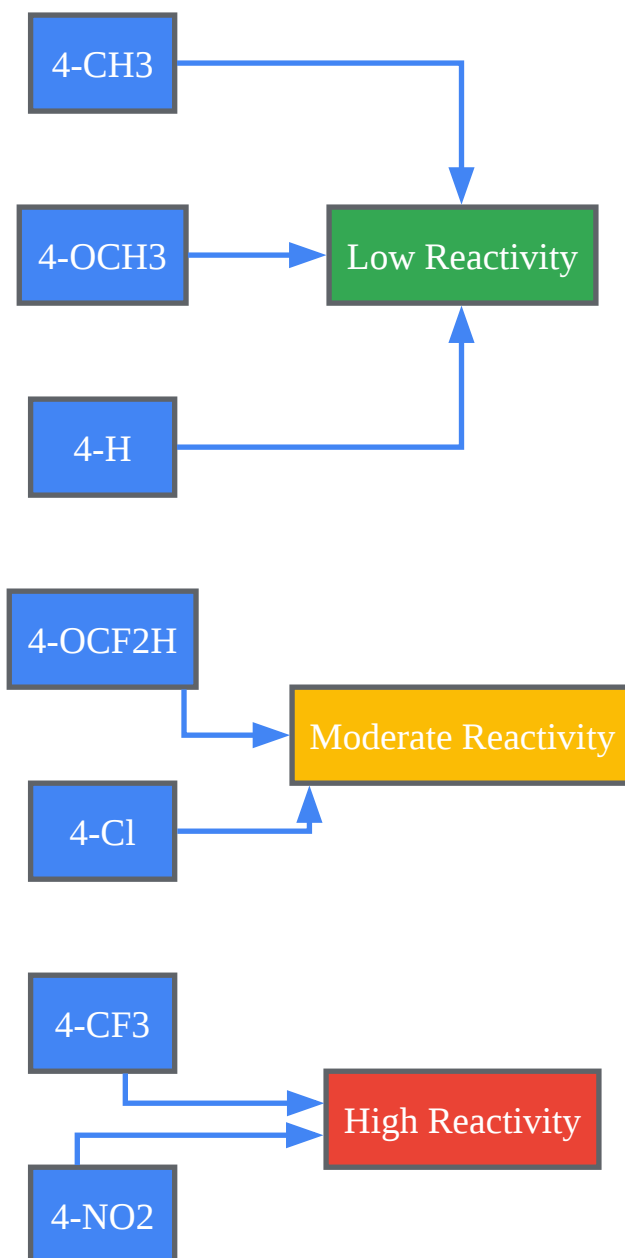 4-CH3
4-OCH3
Low Reactivity
4-H
4-OCF2H
Moderate Reactivity
4-Cl
4-CF3
High Reactivity
4-NO2